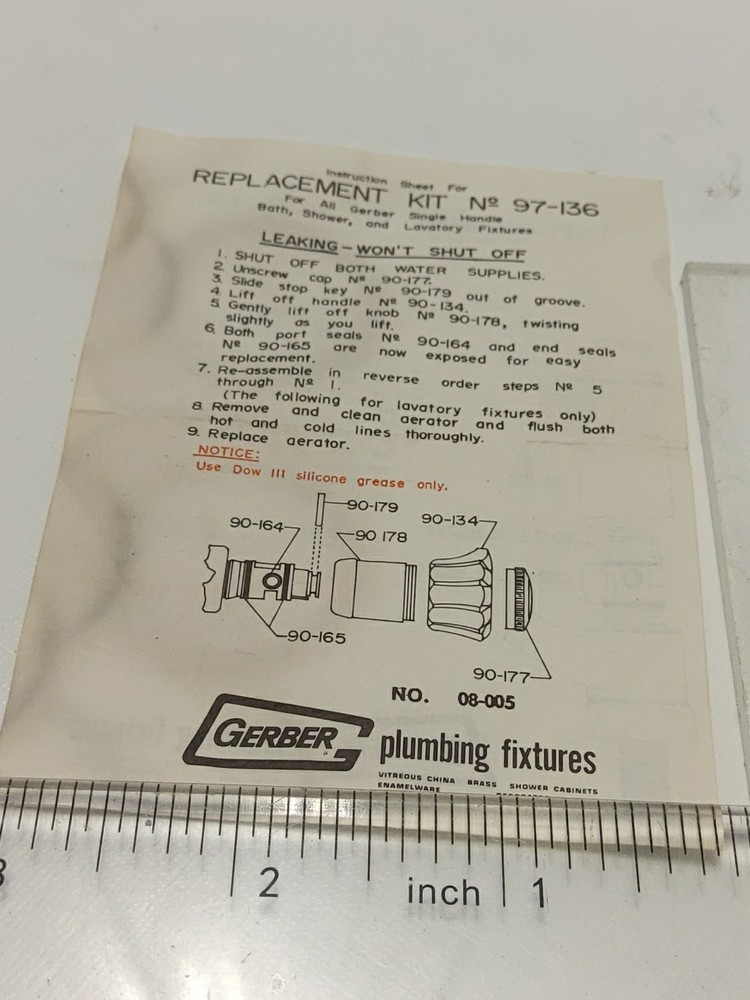 Instruction Sheet For
REPLACEMENT KIT Nº 97-136
For All Gerber Single Handle
Bath, Shower, and Lavatory Fixtures
LEAKING – WON'T SHUT OFF
1. SHUT OFF BOTH WATER SUPPLIES.
2. Unscrew cap Nº 90-177.
3. Slide stop key Nº 90-179 out of groove.
4. Lift off handle Nº 90-134.
5. Gently lift off knob Nº 90-178, twisting
slightly as you lift.
6. Both port seals Nº 90-164 and end seals
Nº 90-165 are now exposed for easy
replacement.
7. Re-assemble in reverse order steps Nº 5
through Nº 1.
(The following for lavatory fixtures only)
8. Remove and clean aerator and flush both
hot and cold lines thoroughly.
9. Replace aerator.
NOTICE:
Use Dow III silicone grease only.
90-179
90-164
90-134
90 178
90-165
90-177
NO. 08-005
GERBER
plumbing fixtures
VITREOUS CHINA BRASS SHOWER CABINETS
ENAMELWARE
3 2 inch 1